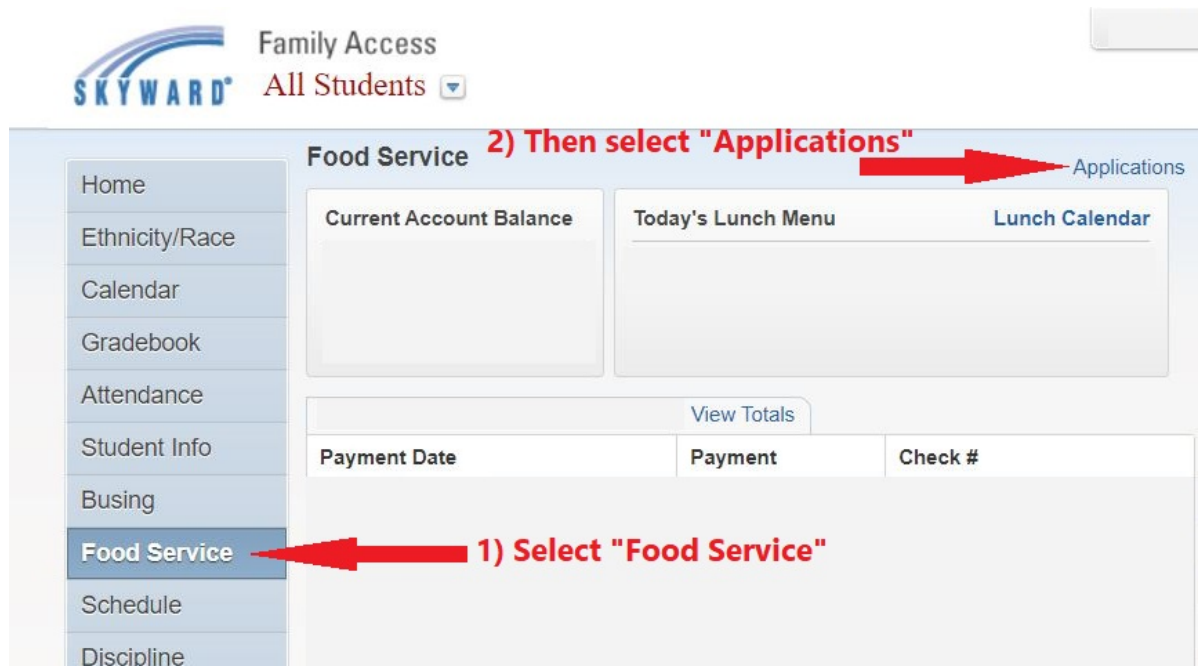 Family Access
SKYWARD®
All Students
2) Then select "Applications"
Food Service
Applications
Home
Ethnicity/Race
Calendar
Gradebook
Attendance
Student Info
Busing
Food Service
Schedule
Discipline
Current Account Balance
Today's Lunch Menu
Lunch Calendar
View Totals
Payment Date
Payment
Check #
1) Select "Food Service"